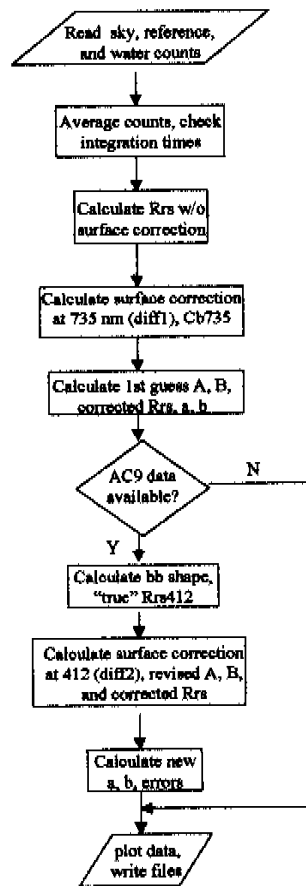 Read sky, reference,
and water counts
Average counts, check
integration times
Calculate Rrs w/o
surface correction
Calculate surface correction
at 735 nm (diff1), Cb735
Calculate 1st guess A, B,
corrected Rrs, a, b
AC9 data
available?
N
Y
Calculate bb shape,
"true" Rrs412
Calculate surface correction
at 412 (diff2), revised A, B,
and corrected Rrs
Calculate new
a, b, errors
plot data,
write files